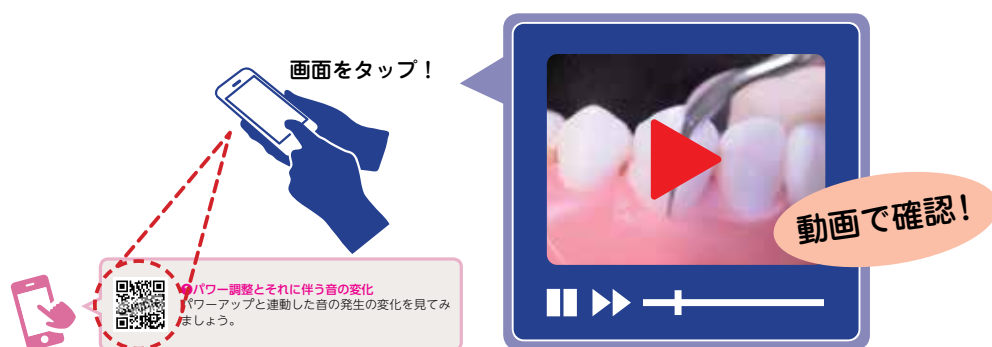 画面をタップ！
動画で確認！
パワー調整とそれに伴う音の変化
パワーアップと連動した音の発生の変化を見てみ
ましょう。